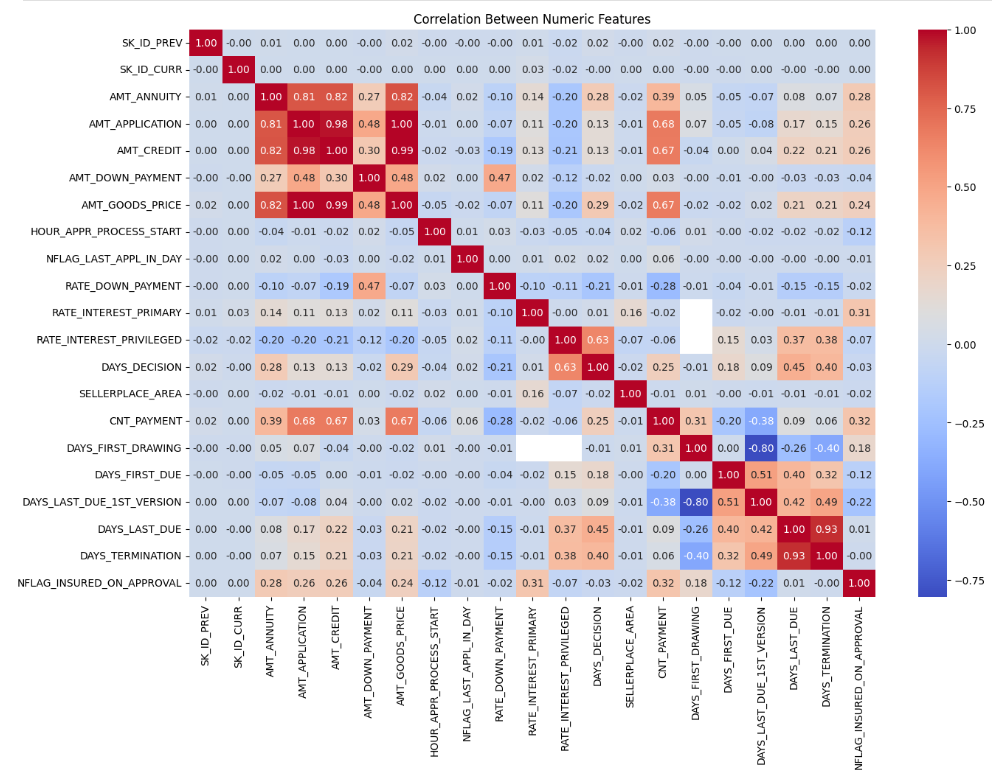 Correlation Between Numeric Features
SK_ID_PREV 1.00 -0.00 0.01 0.00 0.00 -0.00 0.02 -0.00 -0.00 -0.00 0.01 -0.02 0.02 -0.00 0.02 -0.00 -0.00 0.00 0.00 0.00 0.00
SK_ID_CURR -0.00 1.00 0.00 0.00 0.00 -0.00 0.00 0.00 0.00 0.00 0.03 -0.02 -0.00 0.00 0.00 0.00 -0.00 0.00 -0.00 -0.00 0.00
AMT_ANNUITY 0.01 0.00 1.00 0.81 0.82 0.27 0.82 -0.04 0.02 -0.10 0.14 -0.20 0.28 -0.02 0.39 0.05 -0.05 -0.07 0.08 0.07 0.28
AMT_APPLICATION 0.00 0.00 0.81 1.00 0.98 0.48 1.00 -0.01 0.00 -0.07 0.11 -0.20 0.13 -0.01 0.68 0.07 -0.05 -0.08 0.17 0.15 0.26
AMT_CREDIT 0.00 0.00 0.82 0.98 1.00 0.30 0.99 -0.02 -0.03 -0.19 0.13 -0.21 0.13 -0.01 0.67 -0.04 0.00 0.04 0.22 0.21 0.26
AMT_DOWN_PAYMENT -0.00 -0.00 0.27 0.48 0.30 1.00 0.48 0.02 0.00 0.47 0.02 -0.12 -0.02 0.00 0.03 -0.00 -0.01 -0.00 -0.03 -0.03 -0.04
AMT_GOODS_PRICE 0.02 0.00 0.82 1.00 0.99 0.48 1.00 -0.05 -0.02 -0.07 0.11 -0.20 0.29 -0.02 0.67 -0.02 -0.02 0.02 0.21 0.21 0.24
HOUR_APPR_PROCESS_START -0.00 0.00 -0.04 -0.01 -0.02 0.02 -0.05 1.00 0.01 0.03 -0.03 -0.05 -0.04 0.02 -0.06 0.01 -0.00 -0.02 -0.02 -0.02 -0.12
NFLAG_LAST_APPL_IN_DAY -0.00 0.00 0.02 0.00 -0.03 0.00 -0.02 0.01 1.00 0.00 0.01 0.02 0.02 0.00 0.06 -0.00 -0.00 -0.00 -0.00 -0.00 -0.01
RATE_DOWN_PAYMENT -0.00 0.00 -0.10 -0.07 -0.19 0.47 -0.07 0.03 0.00 1.00 -0.10 -0.11 -0.21 -0.01 -0.28 -0.01 -0.04 -0.01 -0.15 -0.15 -0.02
RATE_INTEREST_PRIMARY 0.01 0.03 0.14 0.11 0.13 0.02 0.11 -0.03 0.01 -0.10 1.00 -0.00 0.01 0.16 -0.02 -0.02 -0.00 -0.01 -0.01 0.31
RATE_INTEREST_PRIVILEGED -0.02 -0.02 -0.20 -0.20 -0.21 -0.12 -0.20 -0.05 0.02 -0.11 -0.00 1.00 0.63 -0.07 -0.06 0.15 0.03 0.37 0.38 -0.07
DAYS_DECISION 0.02 -0.00 0.28 0.13 0.13 -0.02 0.29 -0.04 0.02 -0.21 0.01 0.63 1.00 -0.02 0.25 -0.01 0.18 0.09 0.45 0.40 -0.03
SELLERPLACE_AREA -0.00 0.00 -0.02 -0.01 -0.01 0.00 -0.02 0.02 0.00 -0.01 0.16 -0.07 -0.02 1.00 -0.01 0.01 -0.00 -0.01 -0.01 -0.01 -0.02
CNT_PAYMENT 0.02 0.00 0.39 0.68 0.67 0.03 0.67 -0.06 0.06 -0.28 -0.02 -0.06 0.25 -0.01 1.00 0.31 -0.20 -0.38 0.09 0.06 0.32
DAYS_FIRST_DRAWING -0.00 0.00 0.05 0.07 -0.04 -0.00 -0.02 0.01 -0.00 -0.01 -0.01 0.01 0.31 1.00 0.00 -0.80 -0.26 -0.40 0.18
DAYS_FIRST_DUE -0.00 -0.00 -0.05 -0.05 0.00 -0.01 -0.02 -0.00 -0.00 -0.04 -0.02 0.15 0.18 -0.00 -0.20 0.00 1.00 0.51 0.40 0.32 -0.12
DAYS_LAST_DUE_1ST_VERSION 0.00 0.00 -0.07 -0.08 0.04 -0.00 0.02 -0.02 -0.00 -0.01 -0.00 0.03 0.09 -0.01 -0.38 -0.80 0.51 1.00 0.42 0.49 -0.22
DAYS_LAST_DUE 0.00 -0.00 0.08 0.17 0.22 -0.03 0.21 -0.02 -0.00 -0.15 -0.01 0.37 0.45 -0.01 0.09 -0.26 0.40 0.42 1.00 0.93 0.01
DAYS_TERMINATION 0.00 -0.00 0.07 0.15 0.21 -0.03 0.21 -0.02 -0.00 -0.15 -0.01 0.38 0.40 -0.01 0.06 -0.40 0.32 0.49 0.93 1.00 -0.00
NFLAG_INSURED_ON_APPROVAL 0.00 0.00 0.28 0.26 0.26 -0.04 0.24 -0.12 -0.01 -0.02 0.31 -0.07 -0.03 -0.02 0.32 0.18 -0.12 -0.22 0.01 -0.00 1.00
SK_ID_PREV
SK_ID_CURR
AMT_ANNUITY
AMT_APPLICATION
AMT_CREDIT
AMT_DOWN_PAYMENT
AMT_GOODS_PRICE
HOUR_APPR_PROCESS_START
NFLAG_LAST_APPL_IN_DAY
RATE_DOWN_PAYMENT
RATE_INTEREST_PRIMARY
RATE_INTEREST_PRIVILEGED
DAYS_DECISION
SELLERPLACE_AREA
CNT_PAYMENT
DAYS_FIRST_DRAWING
DAYS_FIRST_DUE
DAYS_LAST_DUE_1ST_VERSION
DAYS_LAST_DUE
DAYS_TERMINATION
NFLAG_INSURED_ON_APPROVAL
1.00
0.75
0.50
0.25
0.00
−0.25
−0.50
−0.75